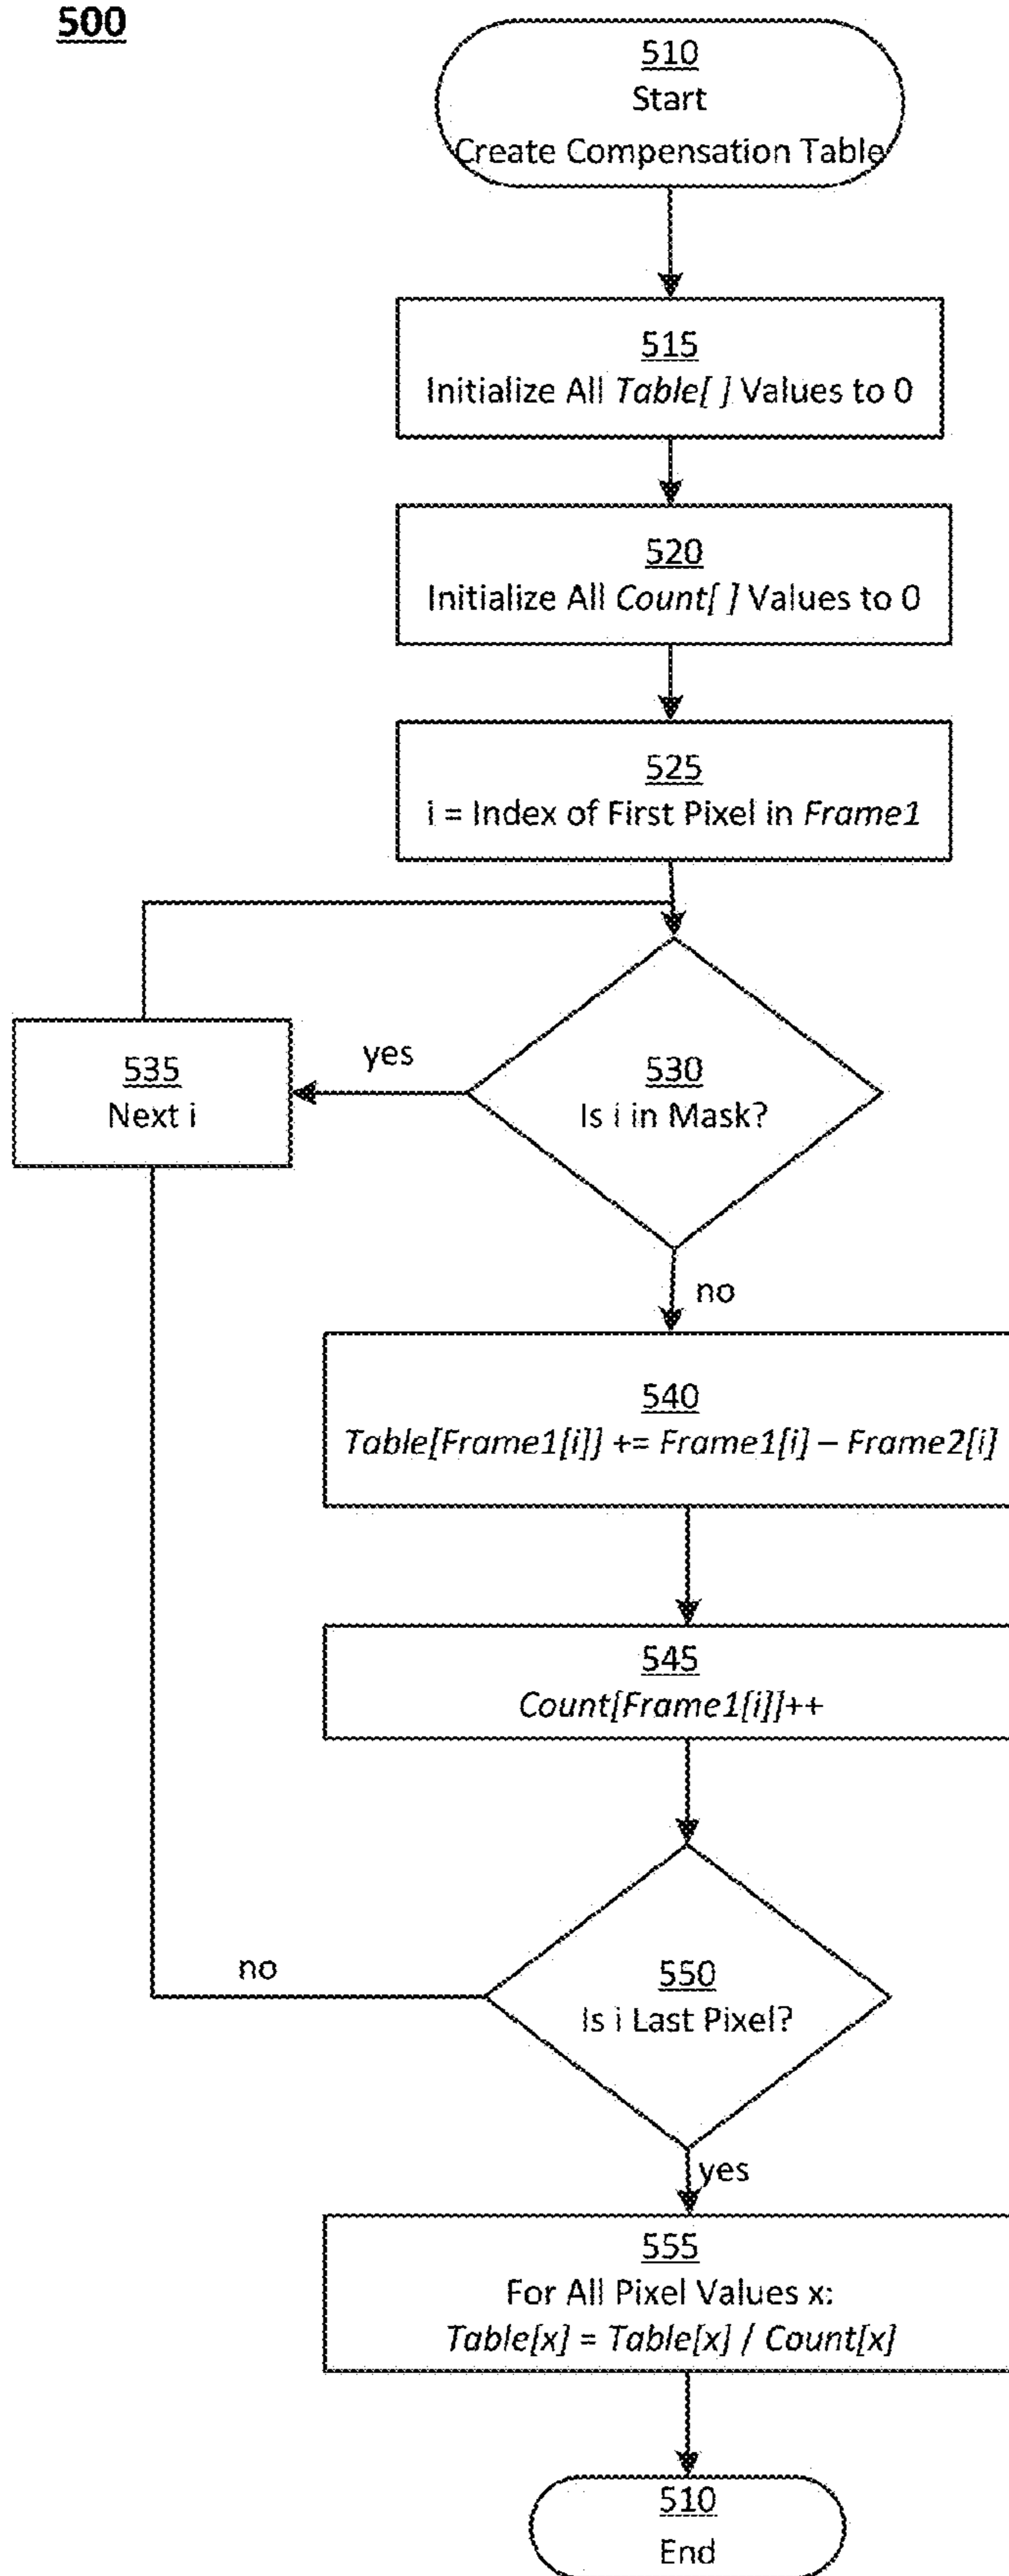 500
510
Start
Create Compensation Table
515
Initialize All Table[ ] Values to 0
520
Initialize All Count[ ] Values to 0
525
i = Index of First Pixel in Frame1
535
Next i
yes
530
Is i in Mask?
no
540
Table[Frame1[i]] += Frame1[i] – Frame2[i]
545
Count[Frame1[i]]++
no
550
Is i Last Pixel?
yes
555
For All Pixel Values x:
Table[x] = Table[x] / Count[x]
510
End